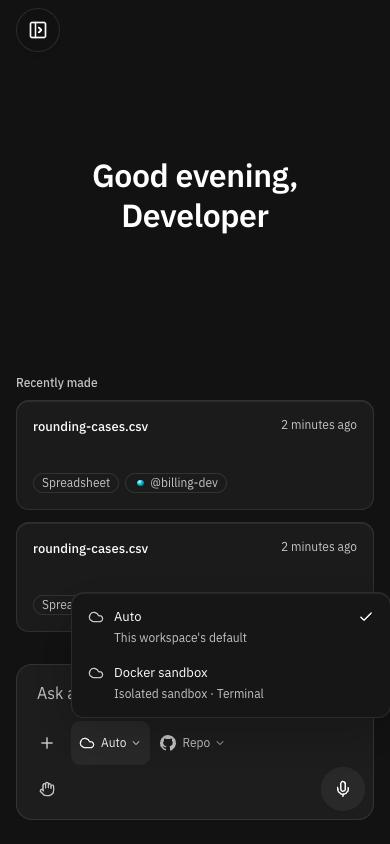 Good evening,
Developer
Recently made
rounding-cases.csv
2 minutes ago
Spreadsheet
@billing-dev
rounding-cases.csv
2 minutes ago
Auto
This workspace's default
Docker sandbox
Isolated sandbox · Terminal
Ask
Auto
Repo